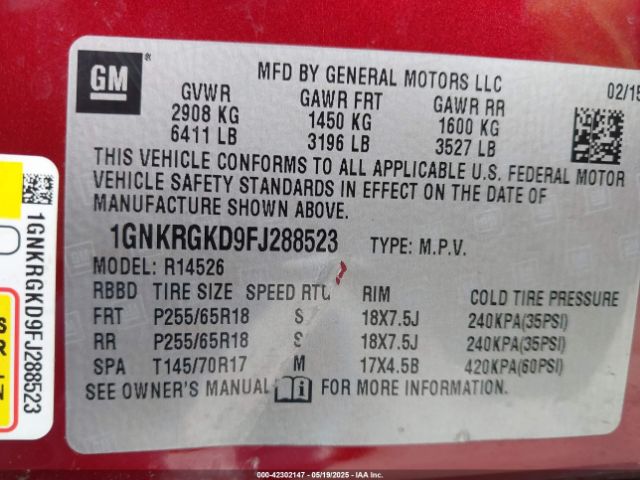 GM
MFD BY GENERAL MOTORS LLC
02/15
GVWR GAWR FRT GAWR RR
2908 KG 1450 KG 1600 KG
6411 LB 3196 LB 3527 LB
THIS VEHICLE CONFORMS TO ALL APPLICABLE U.S. FEDERAL MOTOR
VEHICLE SAFETY STANDARDS IN EFFECT ON THE DATE OF
MANUFACTURE SHOWN ABOVE.
1GNKRGKD9FJ288523 TYPE: M.P.V.
MODEL: R14526
RBBD TIRE SIZE SPEED RTG RIM COLD TIRE PRESSURE
FRT P255/65R18 S 18X7.5J 240KPA(35PSI)
RR P255/65R18 S 18X7.5J 240KPA(35PSI)
SPA T145/70R17 M 17X4.5B 420KPA(60PSI)
SEE OWNER'S MANUAL FOR MORE INFORMATION.
1GNKRGKD9FJ288523
000-42302147 - 05/19/2025 - IAAI, Inc.